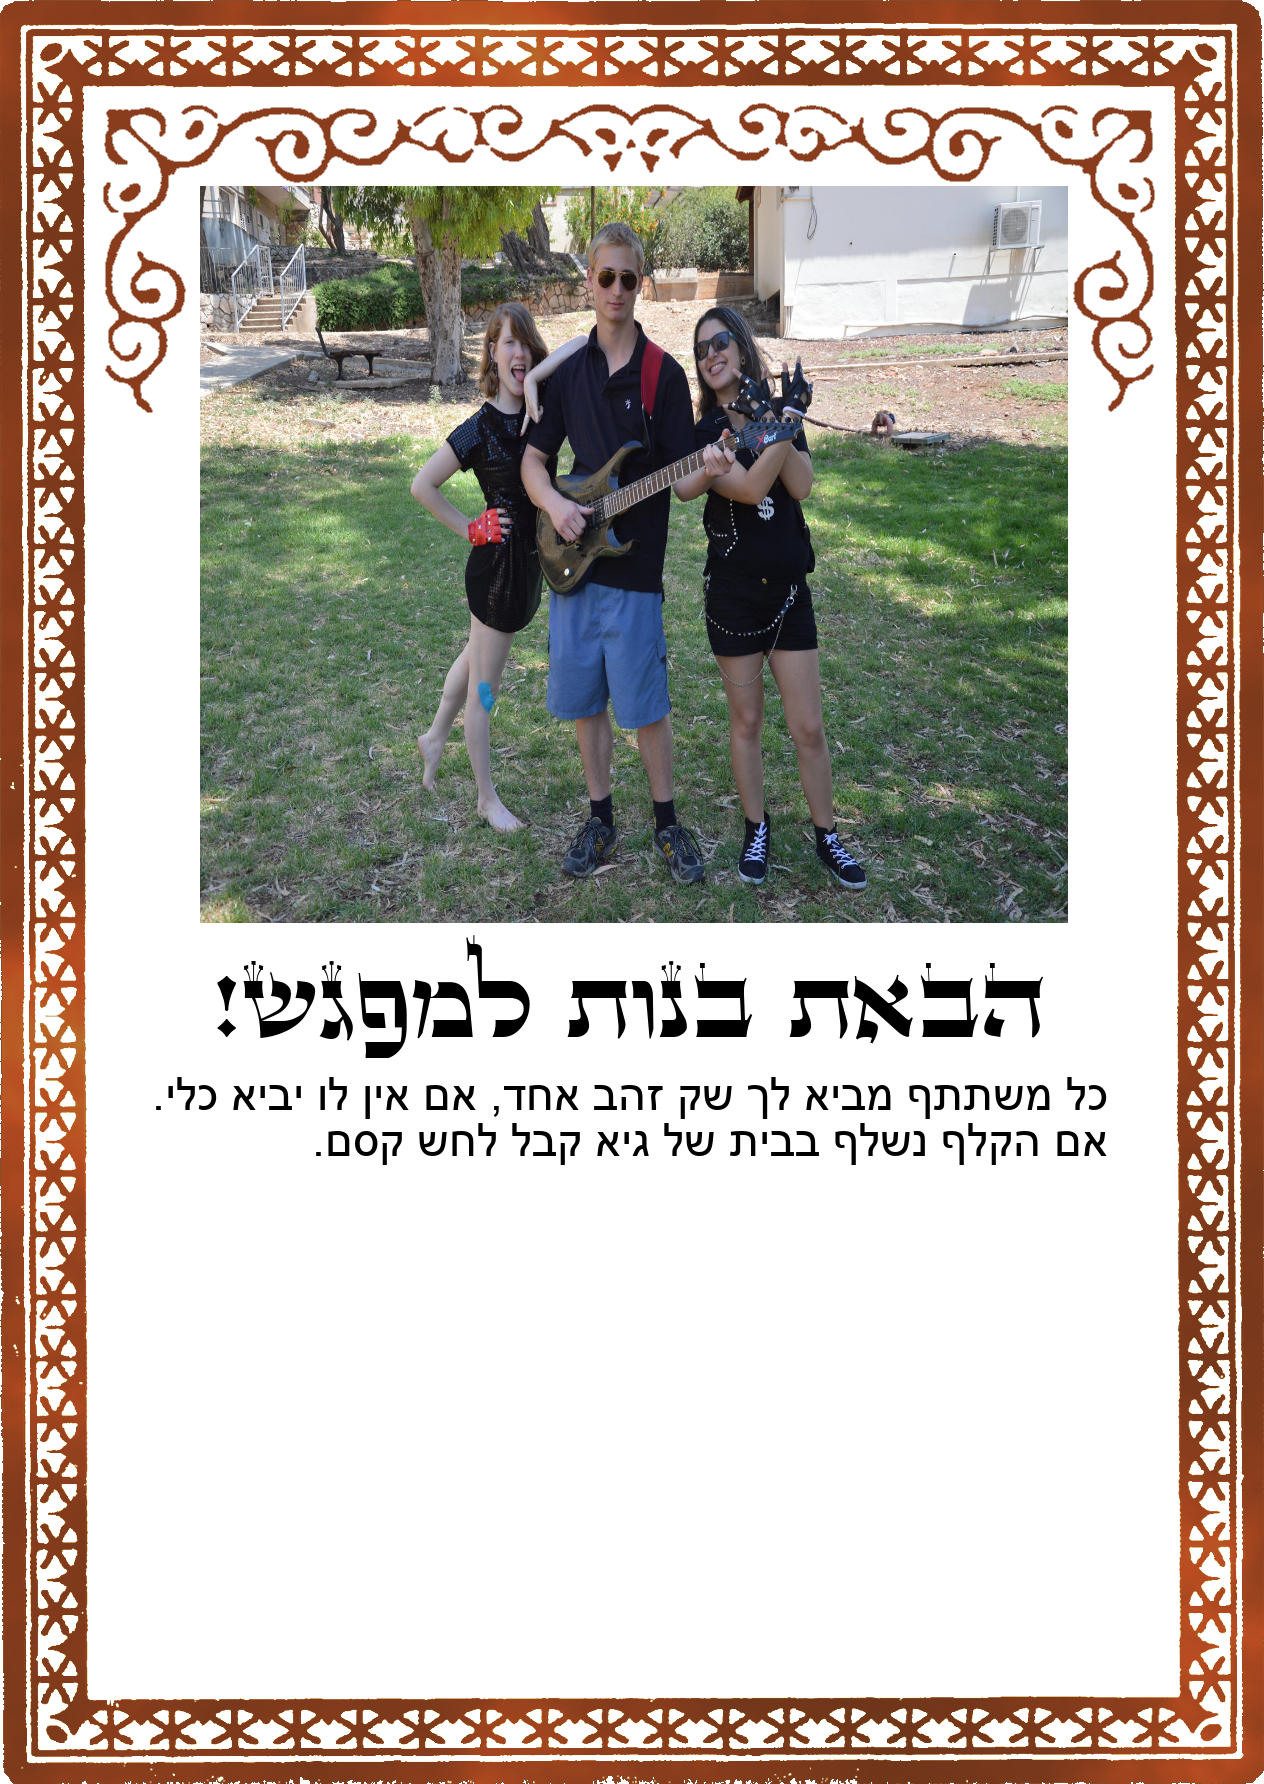 הבאת בנות למפגש!
כל משתתף מביא לך שק זהב אחד, אם אין לו יביא כלי.
אם הקלף נשלף בבית של גיא קבל לחש קסם.
Cort
$